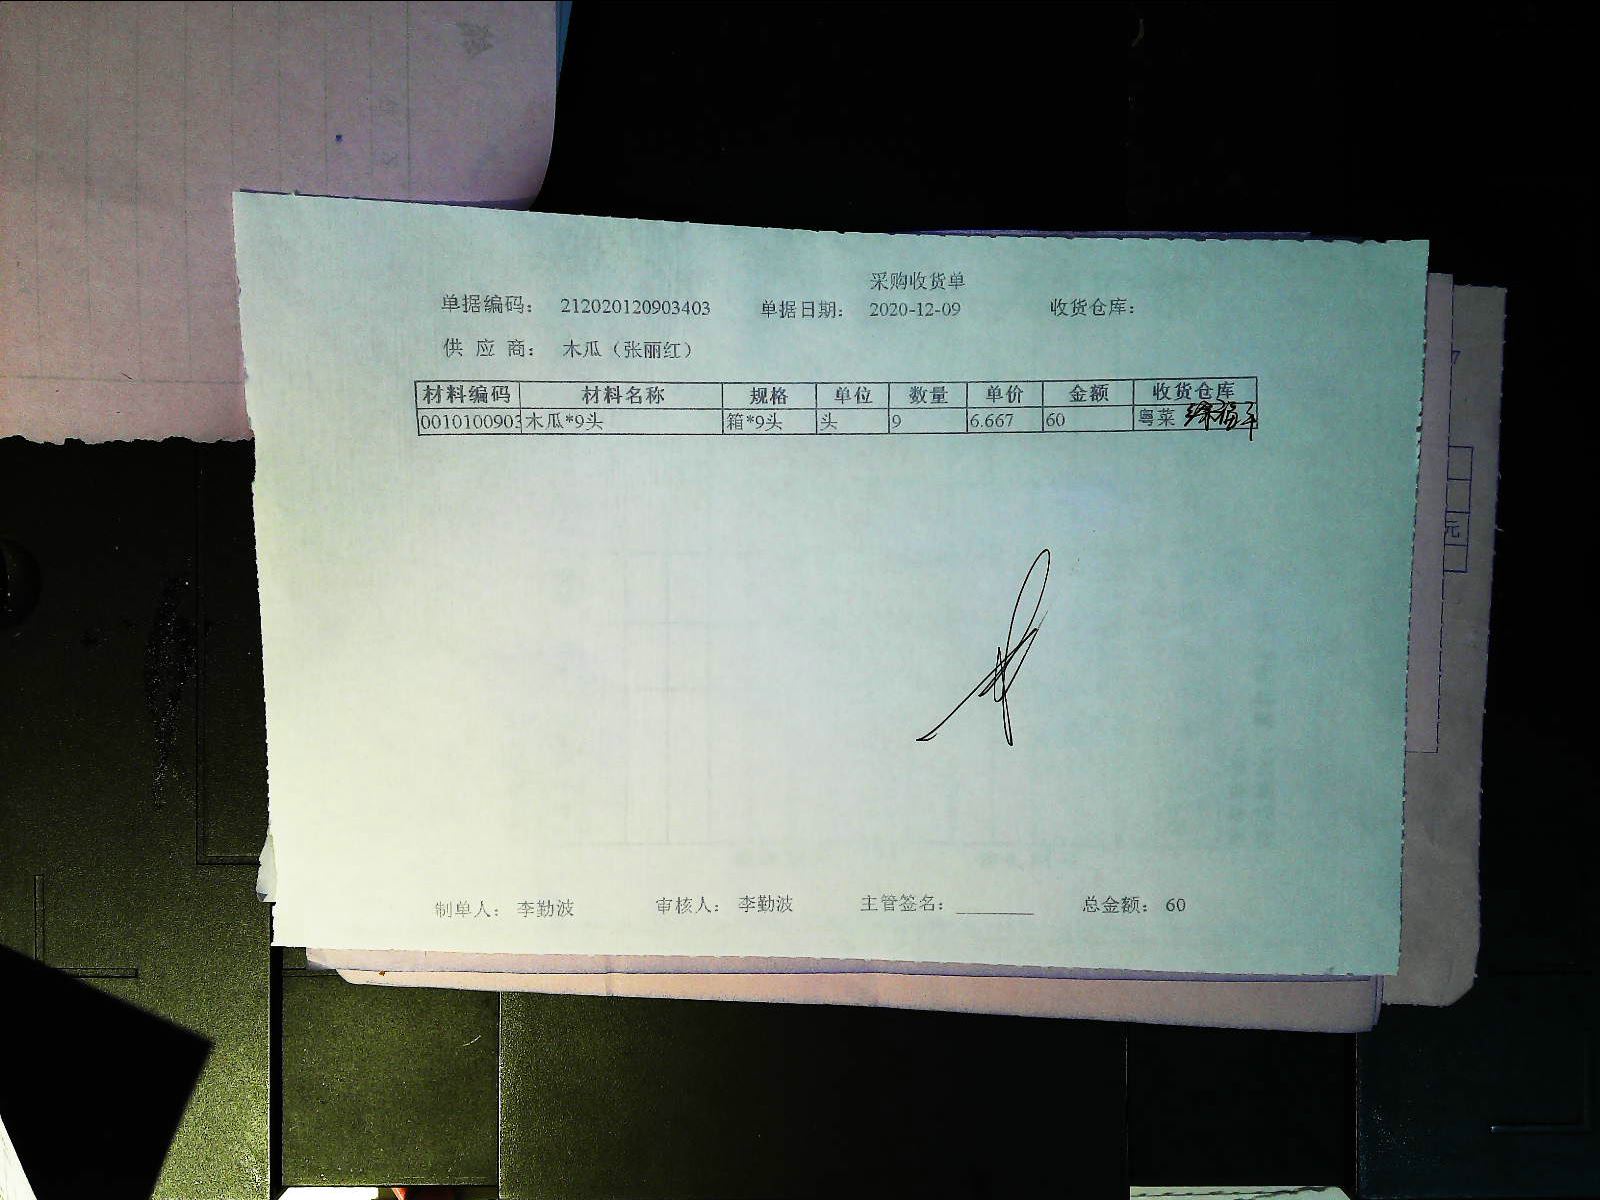 采购收货单
单据编码： 212020120903403 单据日期： 2020-12-09 收货仓库：
供 应 商： 木瓜（张丽红）
材料编码 材料名称 规格 单位 数量 单价 金额 收货仓库
0010100903 木瓜*9头 箱*9头 头 9 6.667 60 粤菜
制单人： 李勤波 审核人： 李勤波 主管签名：________ 总金额： 60
元